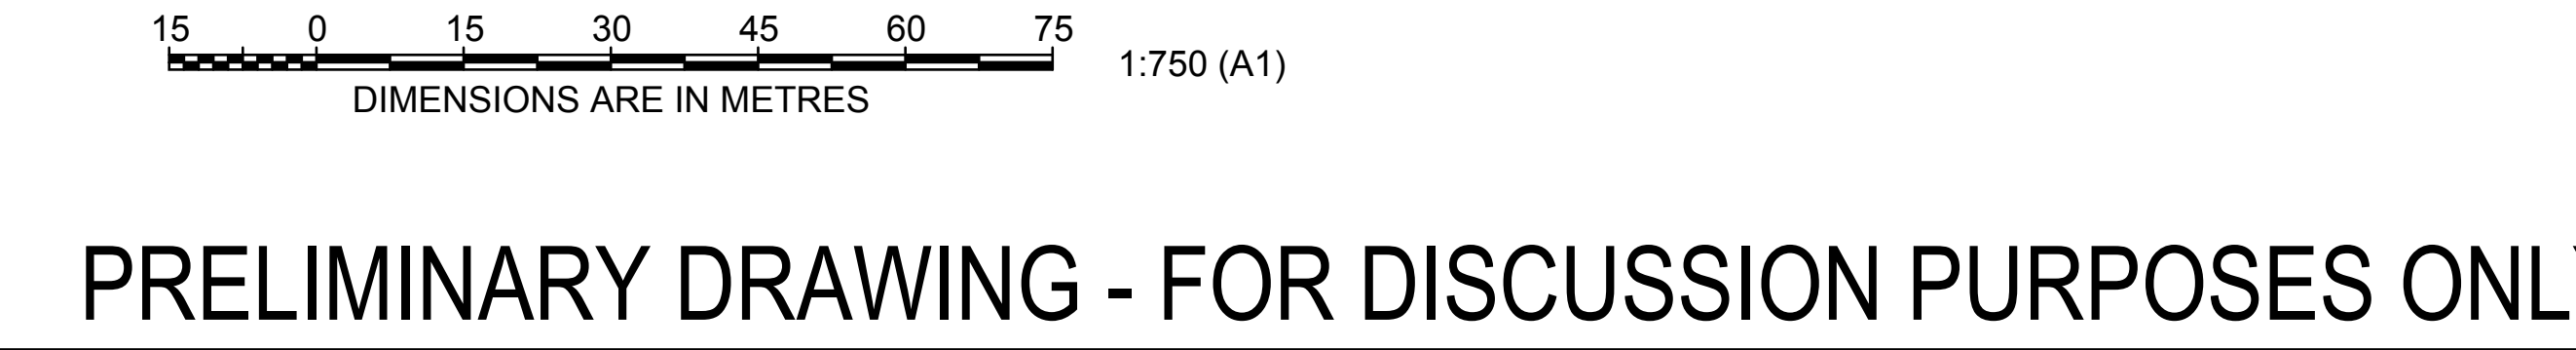 15 0 15 30 45 60 75
1:750 (A1)
DIMENSIONS ARE IN METRES
PRELIMINARY DRAWING - FOR DISCUSSION PURPOSES ONLY